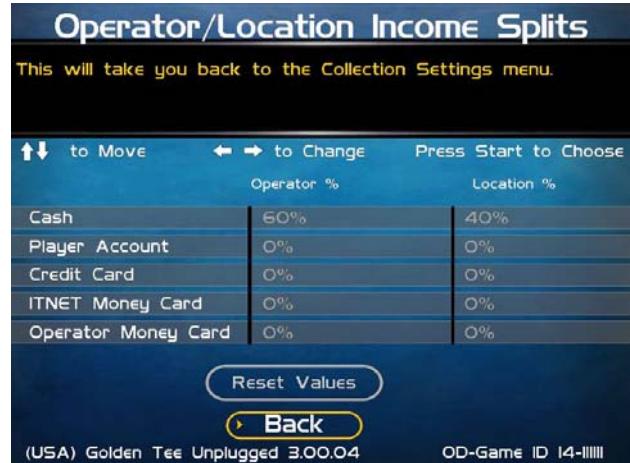 Operator/Location Income Splits
This will take you back to the Collection Settings menu.
to Move to Change Press Start to Choose
Operator % Location %
Cash 60% 40%
Player Account 0% 0%
Credit Card 0% 0%
ITNET Money Card 0% 0%
Operator Money Card 0% 0%
Reset Values
Back
(USA) Golden Tee Unplugged 3.00.04 OD-Game ID 14-111111